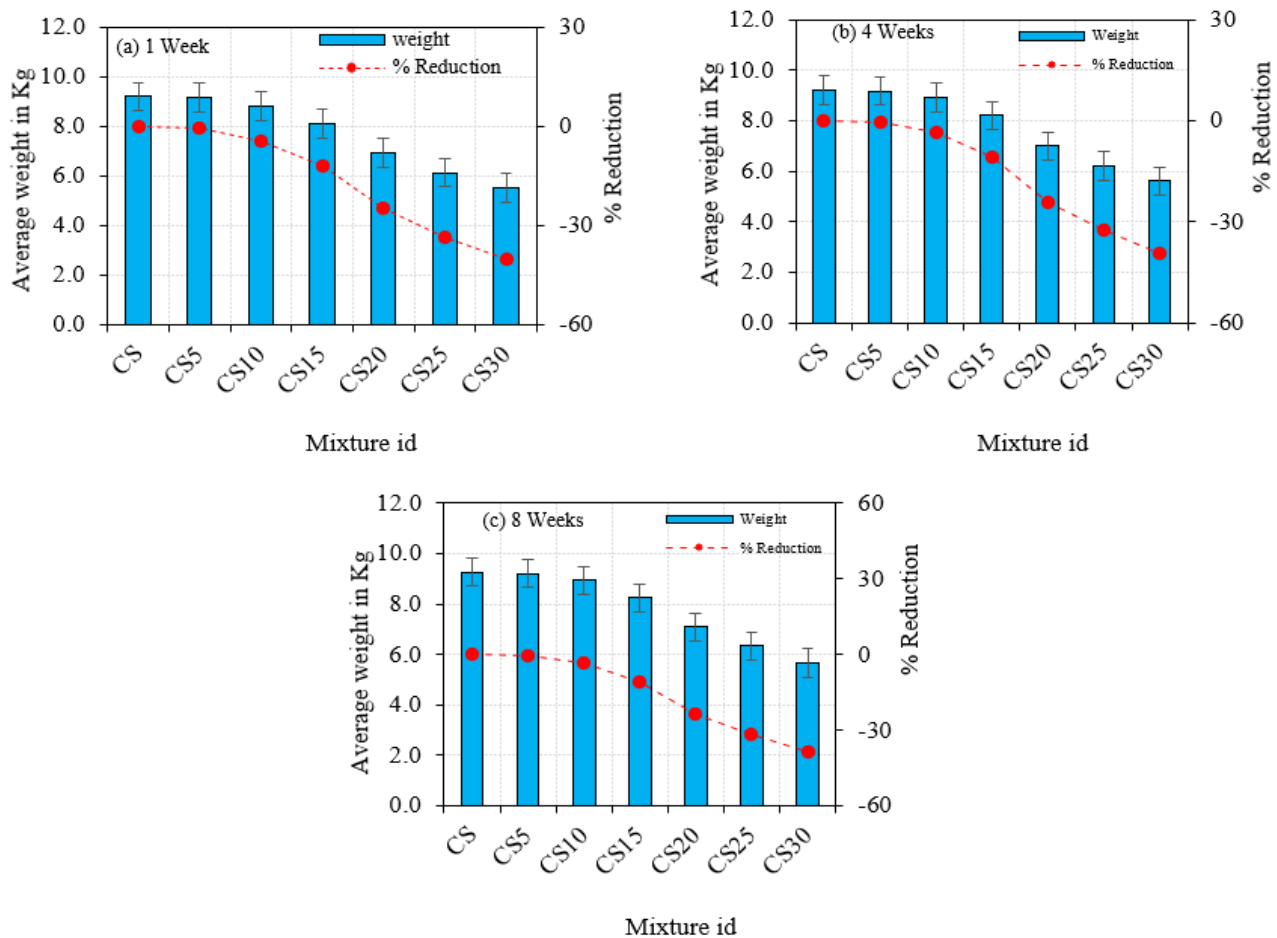 (a) 1 Week
weight
% Reduction
12.0
10.0
8.0
6.0
4.0
2.0
0.0
Average weight in Kg
30
0
-30
-60
% Reduction
CS
CS5
CS10
CS15
CS20
CS25
CS30
Mixture id
(b) 4 Weeks
Weight
% Reduction
12.0
10.0
8.0
6.0
4.0
2.0
0.0
Average weight in Kg
30
0
-30
-60
% Reduction
CS
CS5
CS10
CS15
CS20
CS25
CS30
Mixture id
(c) 8 Weeks
Weight
% Reduction
12.0
10.0
8.0
6.0
4.0
2.0
0.0
Average weight in Kg
60
30
0
-30
-60
% Reduction
CS
CS5
CS10
CS15
CS20
CS25
CS30
Mixture id